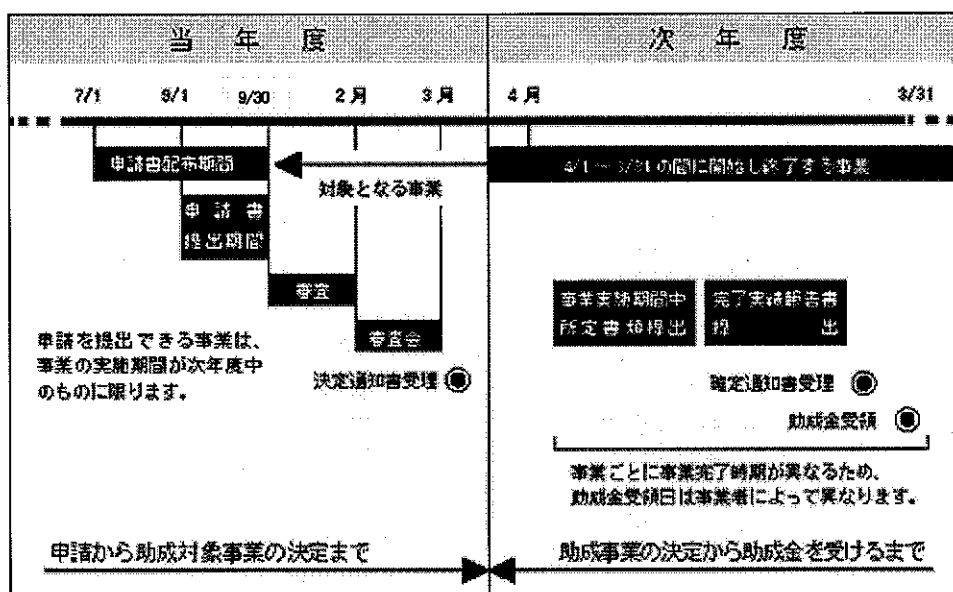 当年度
次年度
7/1 8/1 9/30 2月 3月 4月 3/31
申請書配布期間
対象となる事業
4/1〜3/31の間に開始し終了する事業
申請書
提出期間
審査
審査会
決定通知書受理
申請を提出できる事業は、
事業の実施期間が次年度中
のものに限ります。
事業実施期間中
所定書類提出
完了実績報告書
提出
確定通知書受理
助成金受領
事業ごとに事業完了時期が異なるため、
助成金受領日は事業者によって異なります。
申請から助成対象事業の決定まで
助成事業の決定から助成金を受けるまで